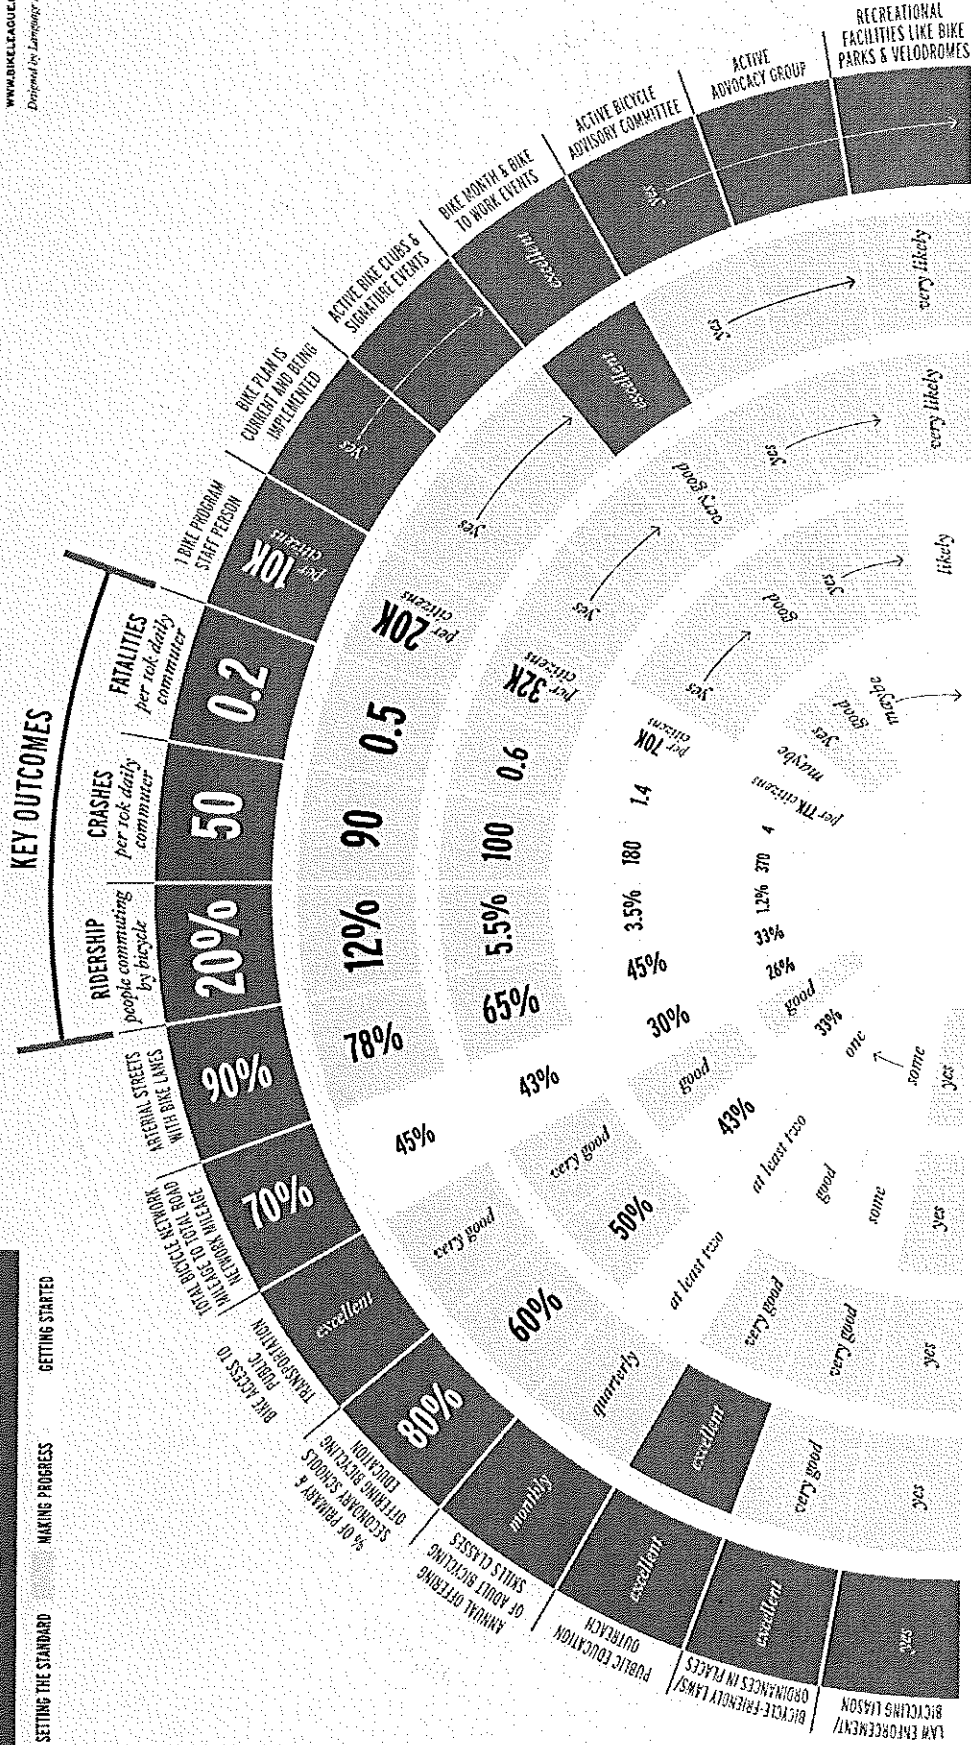 WWW.BIKELEAGUE.
Designed by Language
SETTING THE STANDARD
MAKING PROGRESS
GETTING STARTED
KEY OUTCOMES
RIDERSHIP
people commuting
by bicycle
CRASHES
per 10k daily
commuter
FATALITIES
per 10k daily
commuter
LAW ENFORCEMENT/
BICYCLING LIASON
BICYCLE-FRIENDLY LAWS/
ORDINANCES IN PLACES
PUBLIC EDUCATION
OUTREACH
ANNUAL OFFERING
OF ADULT BICYCLING
SKILLS CLASSES
% OF PRIMARY &
SECONDARY SCHOOLS
OFFERING BICYCLING
EDUCATION
BIKE ACCESS TO
PUBLIC
TRANSPORTATION
TOTAL BICYCLE NETWORK
MILEAGE TO TOTAL ROAD
NETWORK MILEAGE
ARTERIAL STREETS
WITH BIKE LANES
1 BIKE PROGRAM
STAFF PERSON
BIKE PLAN IS
CURRENT AND BEING
IMPLEMENTED
ACTIVE BIKE CLUBS &
SIGNATURE EVENTS
BIKE MONTH & BIKE
TO WORK EVENTS
ACTIVE BICYCLE
ADVISORY COMMITTEE
ACTIVE
ADVOCACY GROUP
RECREATIONAL
FACILITIES LIKE BIKE
PARKS & VELODROMES
yes
excellent
excellent
monthly
80%
excellent
70%
90%
20%
50
0.2
per 10K
citizens
yes
excellent
yes
yes
very good
excellent
quarterly
60%
very good
45%
78%
12%
90
0.5
per 20K
citizens
yes
excellent
yes
very likely
yes
very good
very good
at least two
50%
very good
43%
65%
5.5%
100
0.6
per 32K
citizens
yes
very good
yes
very likely
yes
some
good
at least two
43%
good
30%
45%
3.5%
180
1.4
per 70K
citizens
yes
good
yes
likely
yes
some
one
33%
good
26%
33%
1.2%
370
4
per 77K citizens
maybe
yes
good
maybe